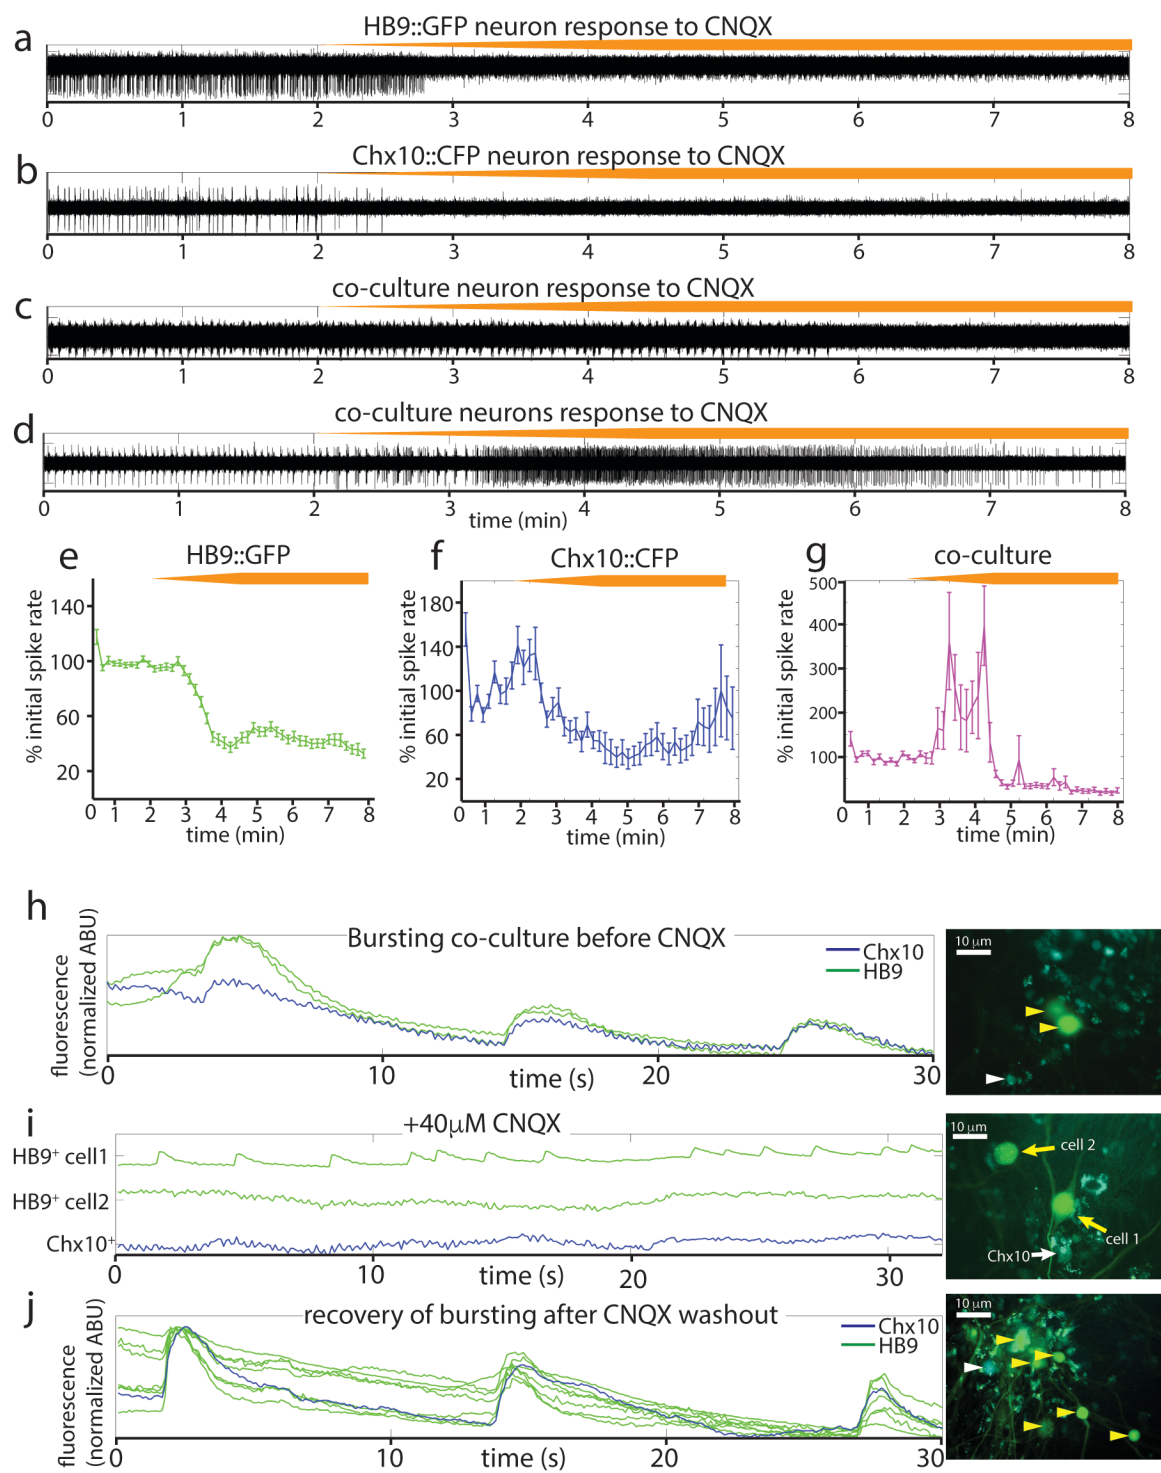 a
HB9::GFP neuron response to CNQX
0 1 2 3 4 5 6 7 8
b
Chx10::CFP neuron response to CNQX
0 1 2 3 4 5 6 7 8
c
co-culture neuron response to CNQX
0 1 2 3 4 5 6 7 8
d
co-culture neurons response to CNQX
0 1 2 3 4 5 6 7 8
time (min)
e
HB9::GFP
% initial spike rate
140
100
60
20
0 1 2 3 4 5 6 7 8
time (min)
f
Chx10::CFP
% initial spike rate
180
140
100
60
20
1 2 3 4 5 6 7 8
time (min)
g
co-culture
% initial spike rate
500
400
300
200
100
0 1 2 3 4 5 6 7 8
time (min)
h
Bursting co-culture before CNQX
fluorescence
(normalized ABU)
Chx10
HB9
0 10 20 30
time (s)
10 μm
i
+40μM CNQX
HB9+ cell1
HB9+ cell2
Chx10+
0 10 20 30
time (s)
10 μm
cell 2
cell 1
Chx10
j
recovery of bursting after CNQX washout
fluorescence
(normalized ABU)
Chx10
HB9
0 10 20 30
time (s)
10 μm